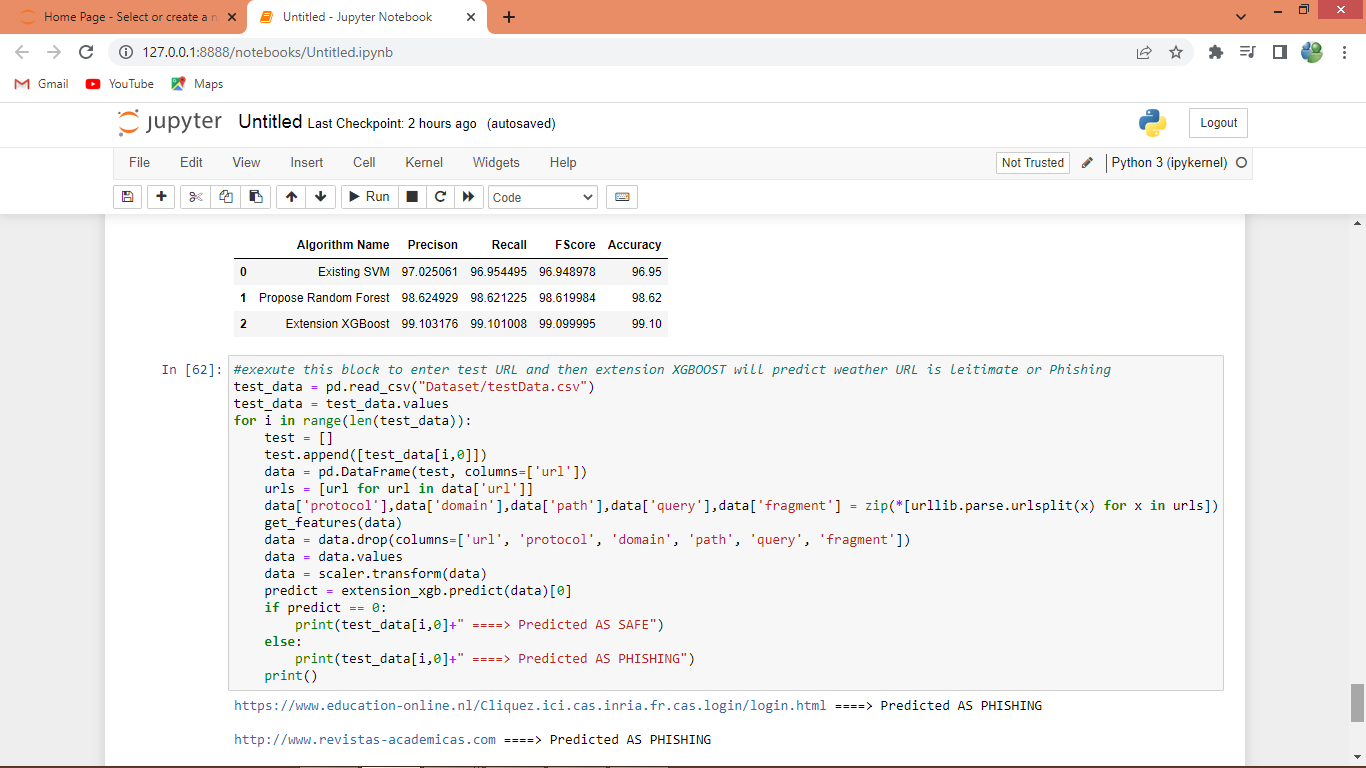 Home Page - Select or create a n
Untitled - Jupyter Notebook
127.0.0.1:8888/notebooks/Untitled.ipynb
Gmail YouTube Maps
jupyter Untitled Last Checkpoint: 2 hours ago (autosaved)
Logout
File Edit View Insert Cell Kernel Widgets Help
Not Trusted Python 3 (ipykernel)
Run Code
Algorithm Name Precison Recall FScore Accuracy
0 Existing SVM 97.025061 96.954495 96.948978 96.95
1 Propose Random Forest 98.624929 98.621225 98.619984 98.62
2 Extension XGBoost 99.103176 99.101008 99.099995 99.10
In [62]: #exexute this block to enter test URL and then extension XGBOOST will predict weather URL is leitimate or Phishing
test_data = pd.read_csv("Dataset/testData.csv")
test_data = test_data.values
for i in range(len(test_data)):
    test = []
    test.append([test_data[i,0]])
    data = pd.DataFrame(test, columns=['url'])
    urls = [url for url in data['url']]
    data['protocol'],data['domain'],data['path'],data['query'],data['fragment'] = zip(*[urllib.parse.urlsplit(x) for x in urls])
    get_features(data)
    data = data.drop(columns=['url', 'protocol', 'domain', 'path', 'query', 'fragment'])
    data = data.values
    data = scaler.transform(data)
    predict = extension_xgb.predict(data)[0]
    if predict == 0:
        print(test_data[i,0]+" ====> Predicted AS SAFE")
    else:
        print(test_data[i,0]+" ====> Predicted AS PHISHING")
    print()
https://www.education-online.nl/Cliquez.ici.cas.inria.fr.cas.login/login.html ====> Predicted AS PHISHING
http://www.revistas-academicas.com ====> Predicted AS PHISHING